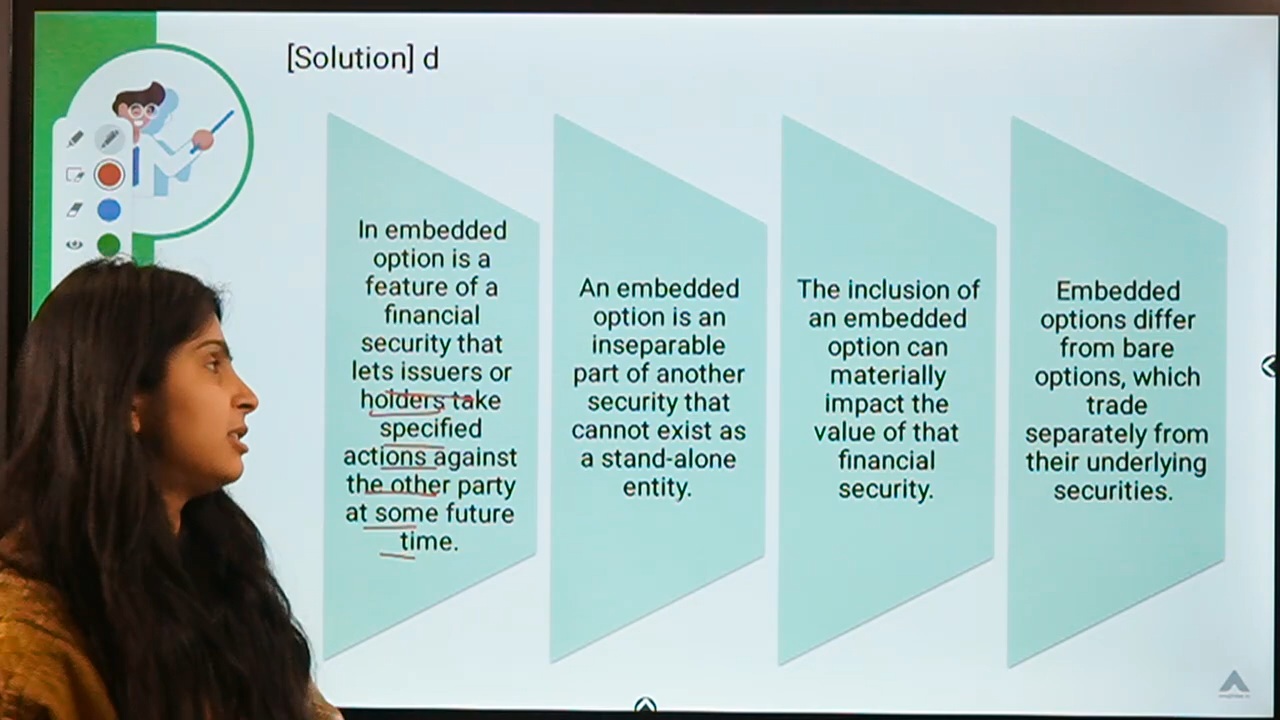 [Solution] d
In embedded
option is a
feature of a
financial
security that
lets issuers or
holders take
specified
actions against
the other party
at some future
time.
An embedded
option is an
inseparable
part of another
security that
cannot exist as
a stand-alone
entity.
The inclusion of
an embedded
option can
materially
impact the
value of that
financial
security.
Embedded
options differ
from bare
options, which
trade
separately from
their underlying
securities.